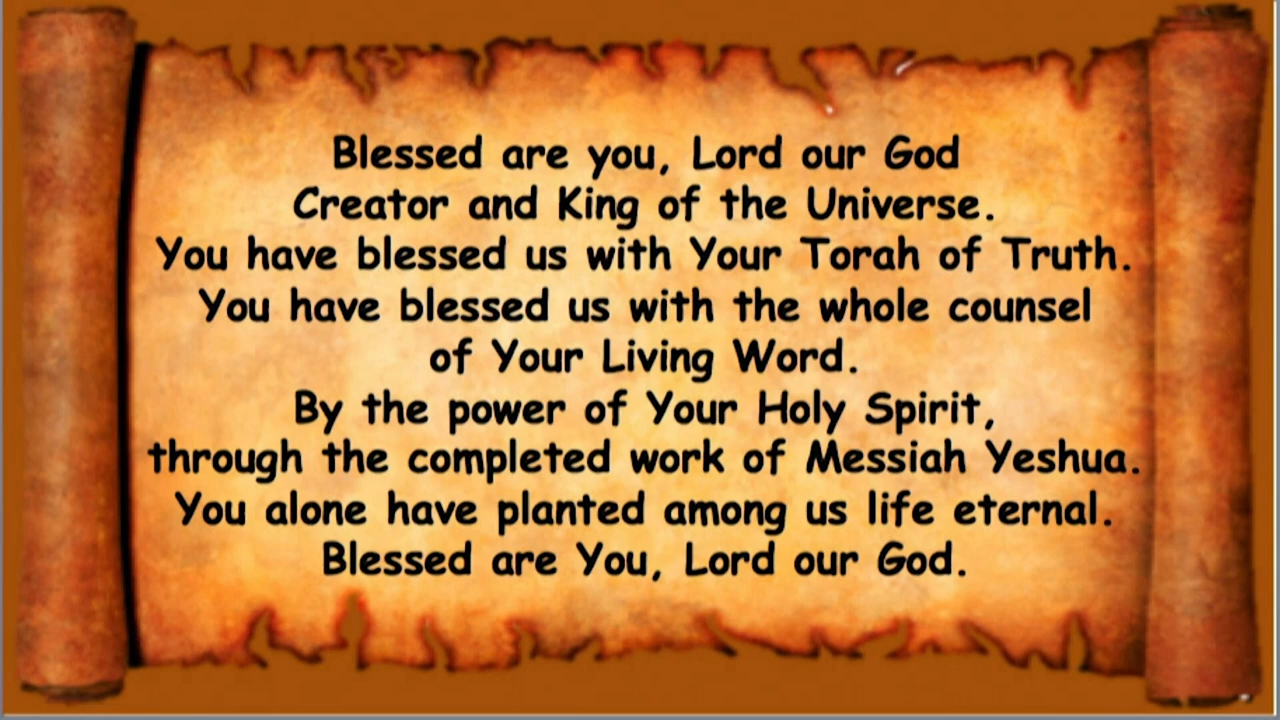 Blessed are you, Lord our God
Creator and King of the Universe.
You have blessed us with Your Torah of Truth.
You have blessed us with the whole counsel
of Your Living Word.
By the power of Your Holy Spirit,
through the completed work of Messiah Yeshua.
You alone have planted among us life eternal.
Blessed are You, Lord our God.